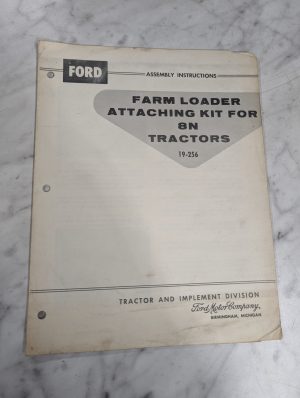 FORD
ASSEMBLY INSTRUCTIONS
FARM LOADER
ATTACHING KIT FOR
8N
TRACTORS
19-256
TRACTOR AND IMPLEMENT DIVISION
Ford Motor Company,
BIRMINGHAM, MICHIGAN